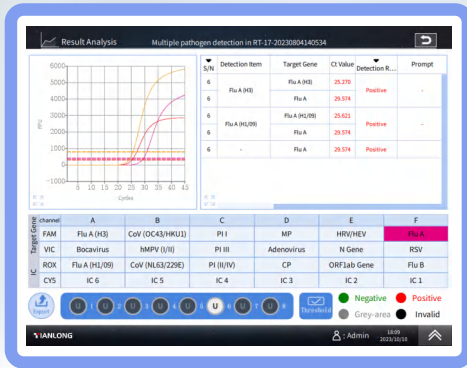 Result Analysis
Multiple pathogen detection in RT-17-20230804140534
6000
5000
4000
3000
2000
1000
0
-1000
5 10 15 20 25 30 35 40 45
Cycles
S/N Detection Item Target Gene Ct Value Detection R... Prompt
6 Flu A (H3) Flu A (H3) 25.270 Positive -
6 Flu A 29.574
6 Flu A (H1/09) Flu A (H1/09) 25.621 Positive -
6 Flu A 29.574
6 - Flu A 29.574 Positive
Target Gene
IC
channel A B C D E F
FAM Flu A (H3) CoV (OC43/HKU1) PI I MP HRV/HEV Flu A
VIC Bocavirus hMPV (I/II) PI III Adenovirus N Gene RSV
ROX Flu A (H1/09) CoV (NL63/229E) PI (II/IV) CP ORF1ab Gene Flu B
CY5 IC 6 IC 5 IC 4 IC 3 IC 2 IC 1
Export
U 1 U 2 U 3 U 4 U 5 U 6 U 7 U 8
Threshold
Negative Positive
Grey-area Invalid
TIANLONG
: Admin
18:09
2023/10/10